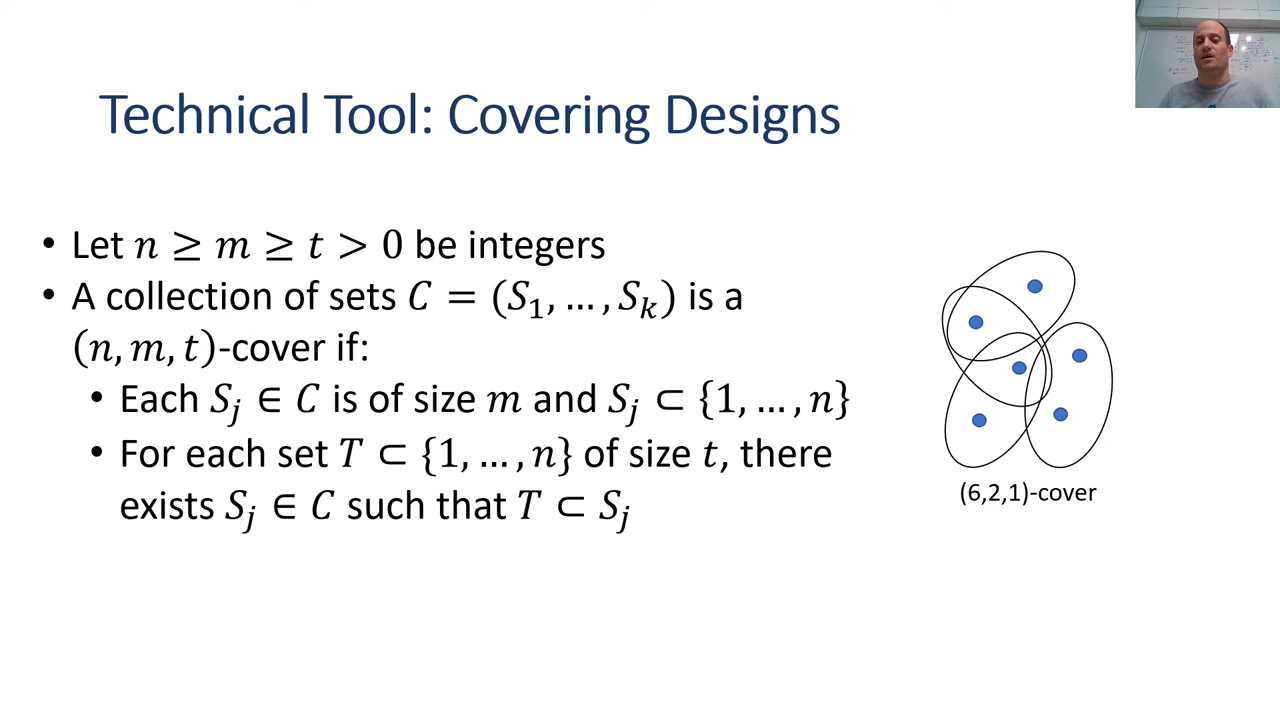 Technical Tool: Covering Designs
• Let n ≥ m ≥ t > 0 be integers
• A collection of sets C = (S₁, …, Sₖ) is a
(n, m, t)-cover if:
• Each Sⱼ ∈ C is of size m and Sⱼ ⊂ {1, …, n}
• For each set T ⊂ {1, …, n} of size t, there
exists Sⱼ ∈ C such that T ⊂ Sⱼ
(6,2,1)-cover